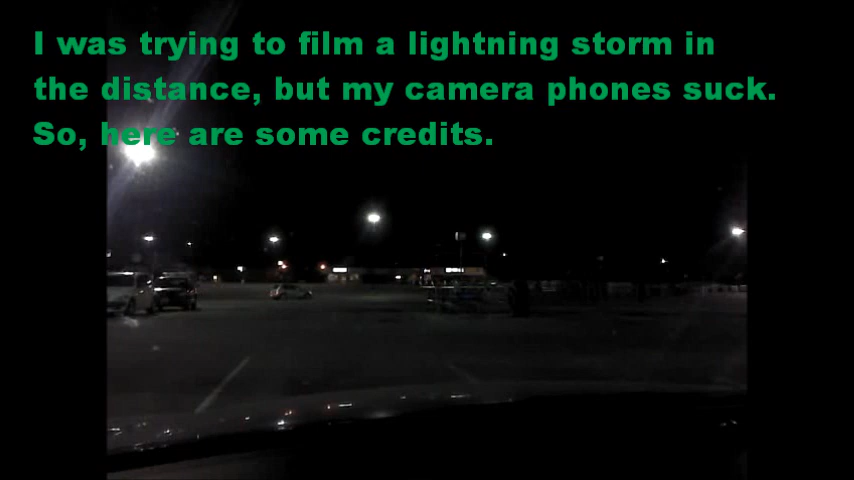 I was trying to film a lightning storm in
the distance, but my camera phones suck.
So, here are some credits.